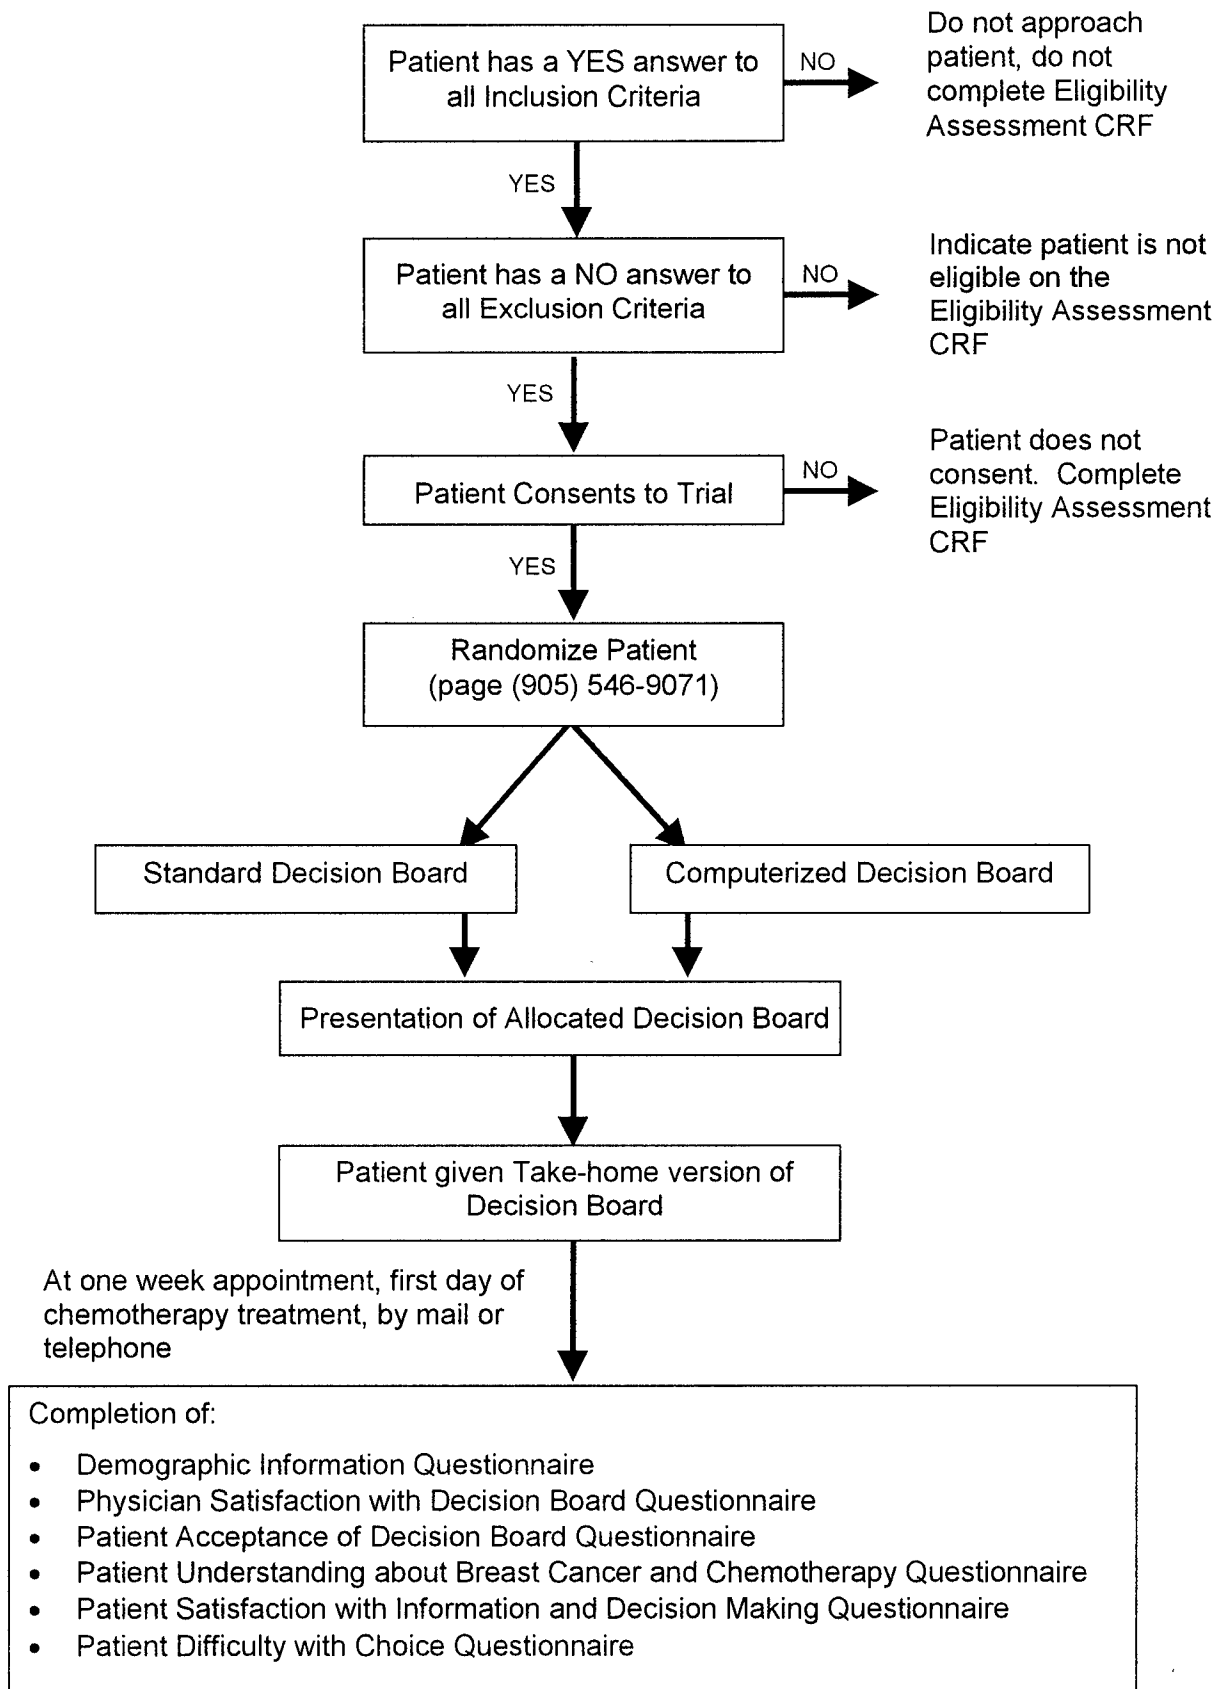 Patient has a YES answer to
all Inclusion Criteria
NO
Do not approach
patient, do not
complete Eligibility
Assessment CRF
YES
Patient has a NO answer to
all Exclusion Criteria
NO
Indicate patient is not
eligible on the
Eligibility Assessment
CRF
YES
Patient Consents to Trial
NO
Patient does not
consent. Complete
Eligibility Assessment
CRF
YES
Randomize Patient
(page (905) 546-9071)
Standard Decision Board
Computerized Decision Board
Presentation of Allocated Decision Board
Patient given Take-home version of
Decision Board
At one week appointment, first day of
chemotherapy treatment, by mail or
telephone
Completion of:
• Demographic Information Questionnaire
• Physician Satisfaction with Decision Board Questionnaire
• Patient Acceptance of Decision Board Questionnaire
• Patient Understanding about Breast Cancer and Chemotherapy Questionnaire
• Patient Satisfaction with Information and Decision Making Questionnaire
• Patient Difficulty with Choice Questionnaire